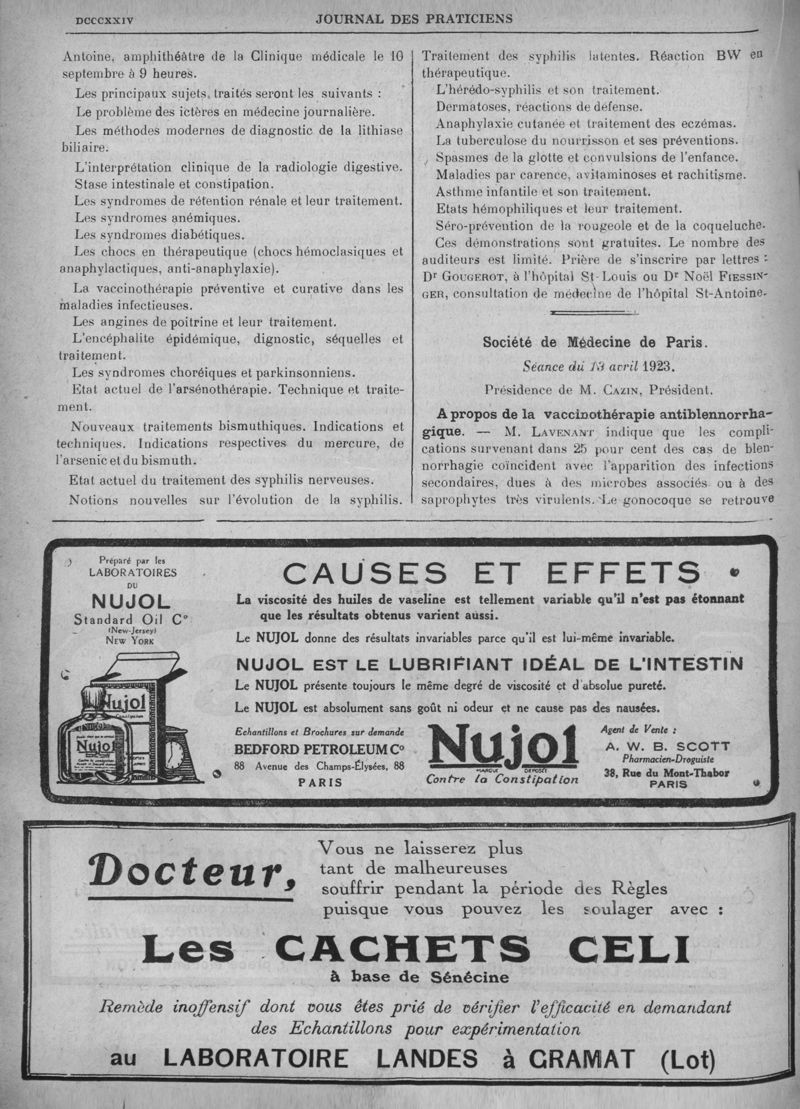 DCCCXXIV
JOURNAL DES PRATICIENS
Antoine, amphithéâtre de la Clinique médicale le 10
septembre à 9 heures.
Les principaux sujets, traités seront les suivants :
Le problème des ictères en médecine journalière.
Les méthodes modernes de diagnostic de la lithiase
biliaire.
L'interprétation clinique de la radiologie digestive.
Stase intestinale et constipation.
Les syndromes de rétention rénale et leur traitement.
Les syndromes anémiques.
Les syndromes diabétiques.
Les chocs en thérapeutique (chocs hémoclasiques et
anaphylactiques, anti-anaphylaxie).
La vaccinothérapie préventive et curative dans les
maladies infectieuses.
Les angines de poitrine et leur traitement.
L'encéphalite épidémique, dignostic, séquelles et
traitement.
Les syndromes choréiques et parkinsonniens.
Etat actuel de l'arsénothérapie. Technique et traite-
ment.
Nouveaux traitements bismuthiques. Indications et
techniques. Indications respectives du mercure, de
l'arsenic et du bismuth.
Etat actuel du traitement des syphilis nerveuses.
Notions nouvelles sur l'évolution de la syphilis.
Traitement des syphilis latentes. Réaction BW en
thérapeutique.
L'hérédo-syphilis et son traitement.
Dermatoses, réactions de défense.
Anaphylaxie cutanée et traitement des eczémas.
La tuberculose du nourrisson et ses préventions.
Spasmes de la glotte et convulsions de l'enfance.
Maladies par carence, avitaminoses et rachitisme.
Asthme infantile et son traitement.
Etats hémophiliques et leur traitement.
Séro-prévention de la rougeole et de la coqueluche.
Ces démonstrations sont gratuites. Le nombre des
auditeurs est limité. Prière de s'inscrire par lettres :
Dr GOUGEROT, à l'hôpital St-Louis ou Dr Noël FIESSIN-
GER, consultation de médecine de l'hôpital St-Antoine.
Société de Médecine de Paris.
Séance du 13 avril 1923.
Présidence de M. CAZIN, Président.
A propos de la vaccinothérapie antiblennorrha-
gique. — M. LAVENANT indique que les compli-
cations survenant dans 25 pour cent des cas de blen-
norrhagie coïncident avec l'apparition des infections
secondaires, dues à des microbes associés ou à des
saprophytes très virulents. Le gonocoque se retrouve
Préparé par les
LABORATOIRES
DU
NUJOL
Standard Oil Co
(New-Jersey)
NEW YORK
Nujol
Constipation
Nujol
CAUSES ET EFFETS
La viscosité des huiles de vaseline est tellement variable qu'il n'est pas étonnant
que les résultats obtenus varient aussi.
Le NUJOL donne des résultats invariables parce qu'il est lui-même invariable.
NUJOL EST LE LUBRIFIANT IDÉAL DE L'INTESTIN
Le NUJOL présente toujours le même degré de viscosité et d'absolue pureté.
Le NUJOL est absolument sans goût ni odeur et ne cause pas des nausées.
Echantillons et Brochures sur demande
BEDFORD PETROLEUM Co
88 Avenue des Champs-Élysées, 88
PARIS
Nujol
MARQUE DÉPOSÉE
Contre la Constipation
Agent de Vente :
A. W. B. SCOTT
Pharmacien-Droguiste
38, Rue du Mont-Thabor
PARIS
Docteur,
Vous ne laisserez plus
tant de malheureuses
souffrir pendant la période des Règles
puisque vous pouvez les soulager avec :
Les CACHETS CELI
à base de Sénécine
Remède inoffensif dont vous êtes prié de vérifier l'efficacité en demandant
des Echantillons pour expérimentation
au LABORATOIRE LANDES à GRAMAT (Lot)